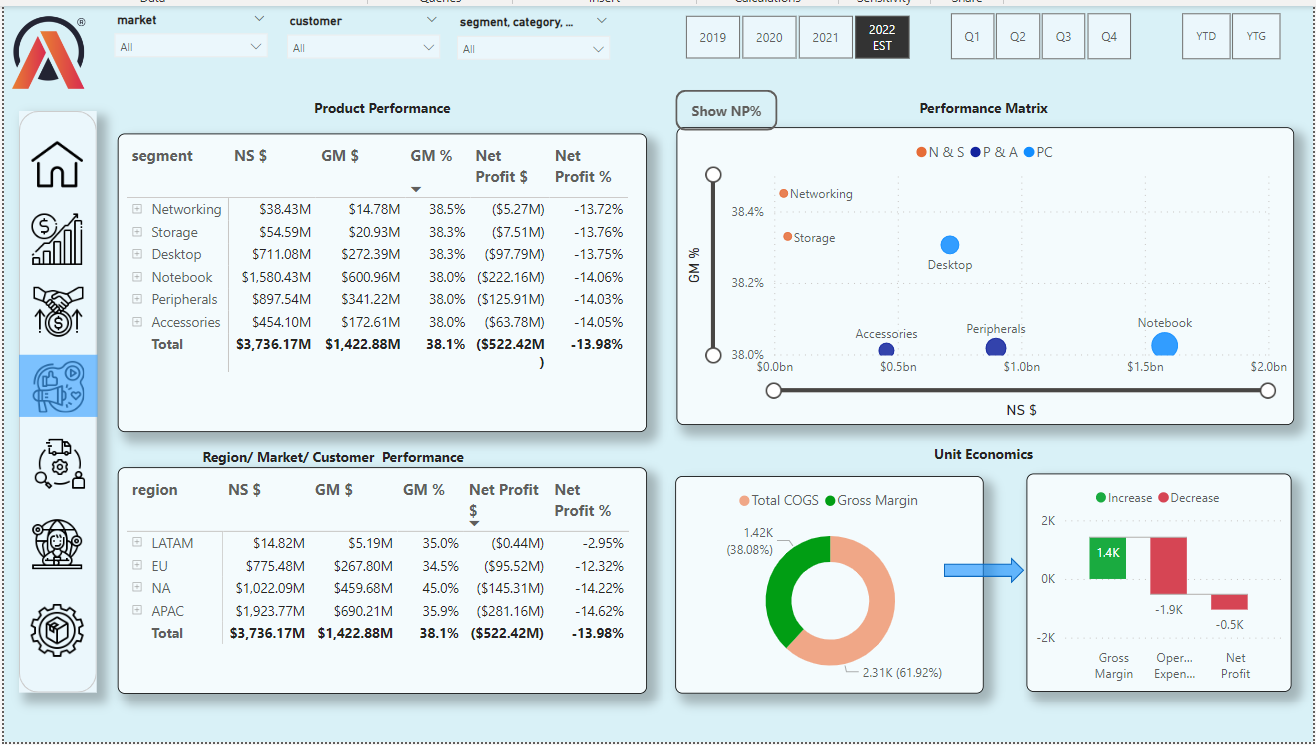 Data Queries Insert Calculations Sensitivity Share
®
market customer segment, category, ...
All All All
2019 2020 2021 2022 EST Q1 Q2 Q3 Q4 YTD YTG
Product Performance
segment NS $ GM $ GM % Net Profit $ Net Profit %
Networking $38.43M $14.78M 38.5% ($5.27M) -13.72%
Storage $54.59M $20.93M 38.3% ($7.51M) -13.76%
Desktop $711.08M $272.39M 38.3% ($97.79M) -13.75%
Notebook $1,580.43M $600.96M 38.0% ($222.16M) -14.06%
Peripherals $897.54M $341.22M 38.0% ($125.91M) -14.03%
Accessories $454.10M $172.61M 38.0% ($63.78M) -14.05%
Total $3,736.17M $1,422.88M 38.1% ($522.42M) -13.98%
Show NP%
Performance Matrix
N & S P & A PC
GM %
38.4%
38.2%
38.0%
Networking
Storage
Desktop
Accessories
Peripherals
Notebook
$0.0bn $0.5bn $1.0bn $1.5bn $2.0bn
NS $
Region/ Market/ Customer Performance
region NS $ GM $ GM % Net Profit $ Net Profit %
LATAM $14.82M $5.19M 35.0% ($0.44M) -2.95%
EU $775.48M $267.80M 34.5% ($95.52M) -12.32%
NA $1,022.09M $459.68M 45.0% ($145.31M) -14.22%
APAC $1,923.77M $690.21M 35.9% ($281.16M) -14.62%
Total $3,736.17M $1,422.88M 38.1% ($522.42M) -13.98%
Unit Economics
Total COGS Gross Margin
1.42K
(38.08%)
2.31K (61.92%)
Increase Decrease
2K
0K
-2K
1.4K
-1.9K
-0.5K
Gross Margin
Oper... Expen...
Net Profit